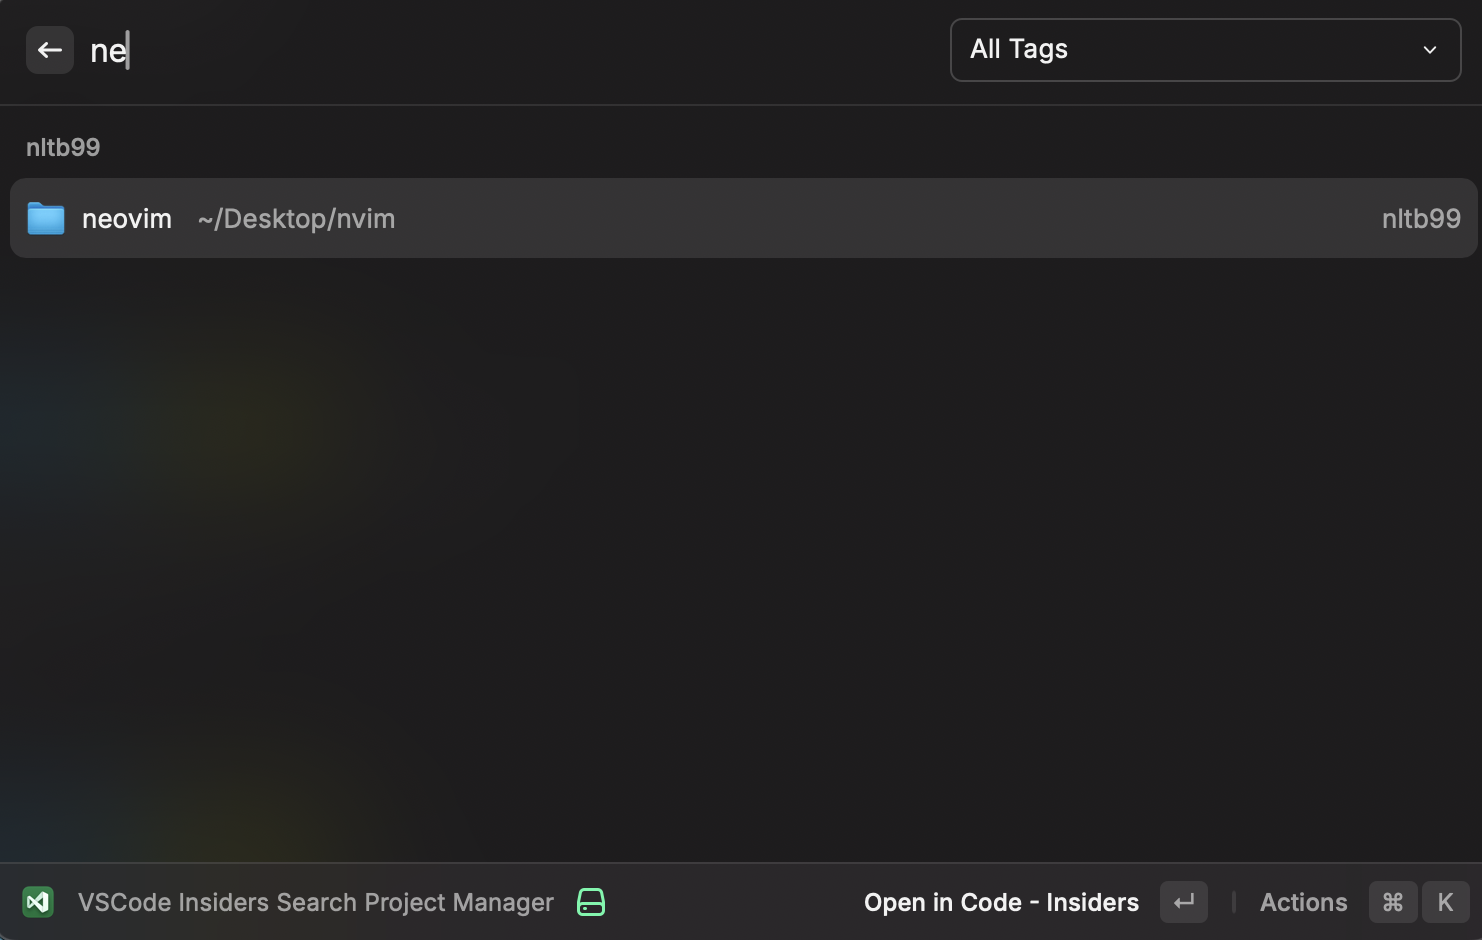 ne
All Tags
nltb99
neovim ~/Desktop/nvim nltb99
VSCode Insiders Search Project Manager Open in Code - Insiders ↵ Actions ⌘ K